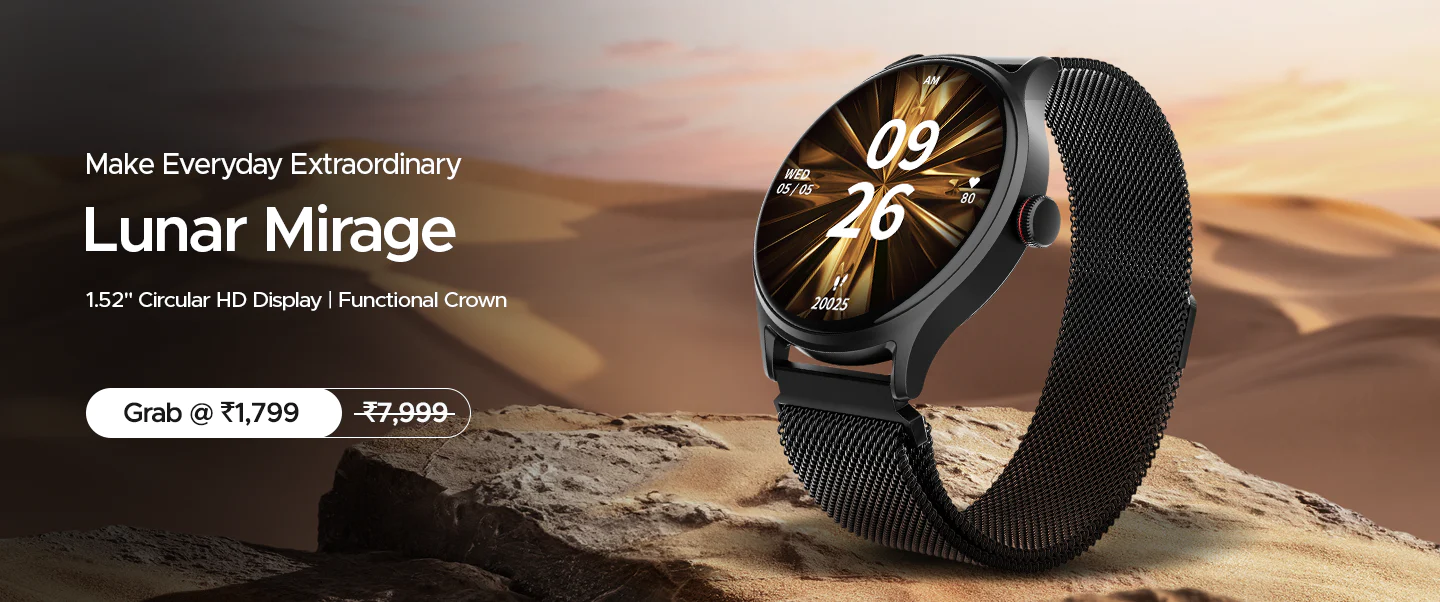 Make Everyday Extraordinary
Lunar Mirage
1.52" Circular HD Display | Functional Crown
Grab @ ₹1,799 ₹7,999
AM
09
WED
05/05
80
26
20025